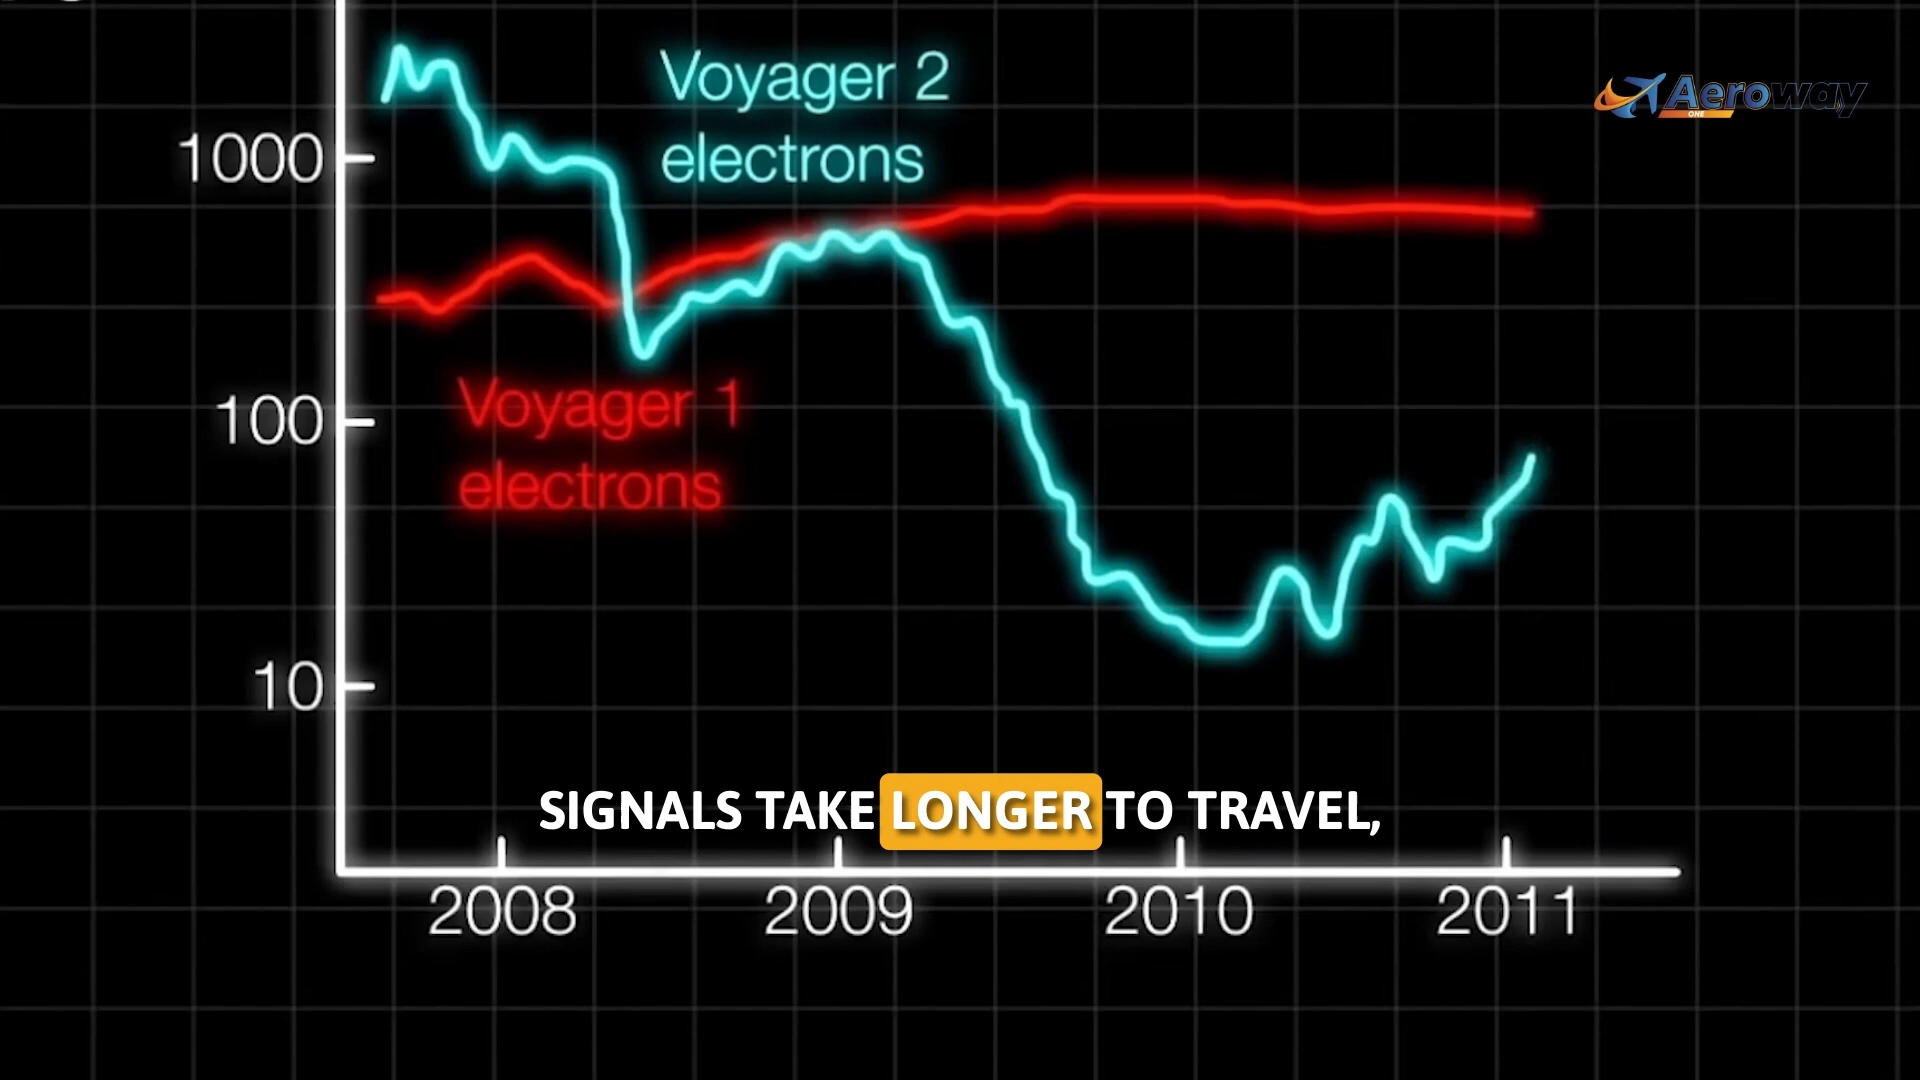 Voyager 2
electrons
Aeroway
ONE
1000
Voyager 1
electrons
100
10
SIGNALS TAKE LONGER TO TRAVEL,
2008 2009 2010 2011